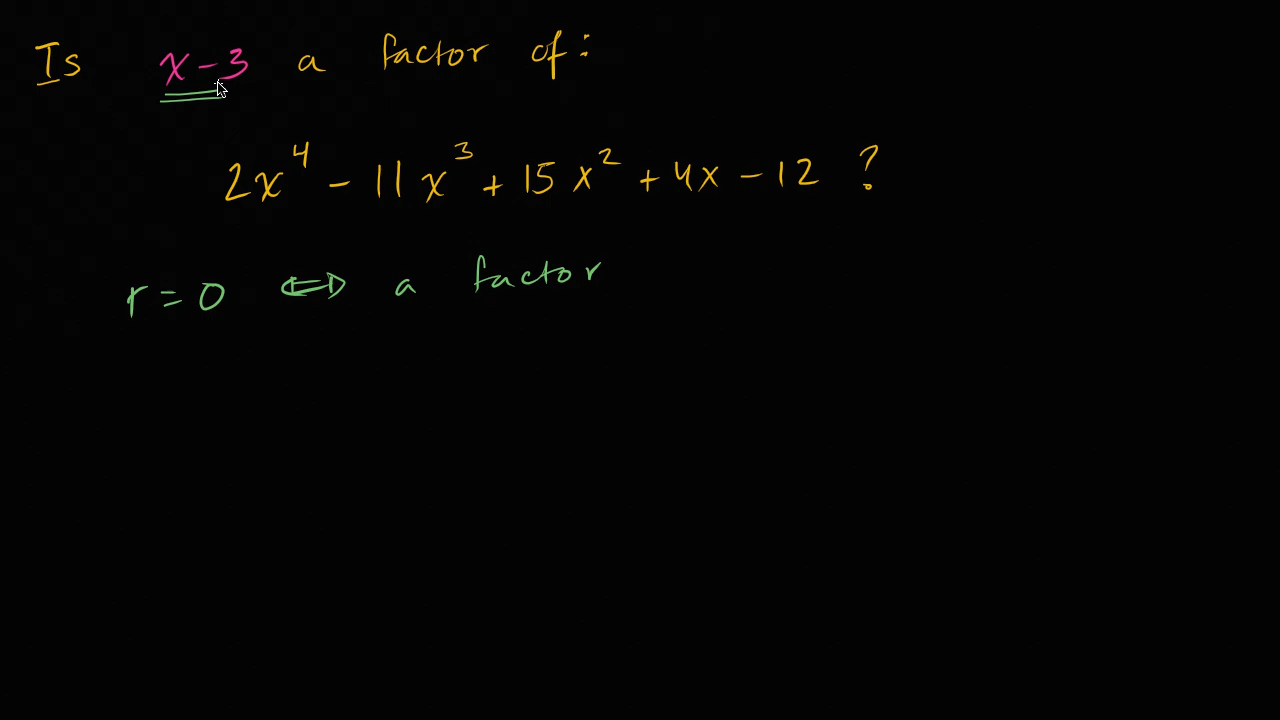 Is x - 3 a factor of:
2x⁴ - 11x³ + 15x² + 4x - 12 ?
r = 0 ⇔ a factor